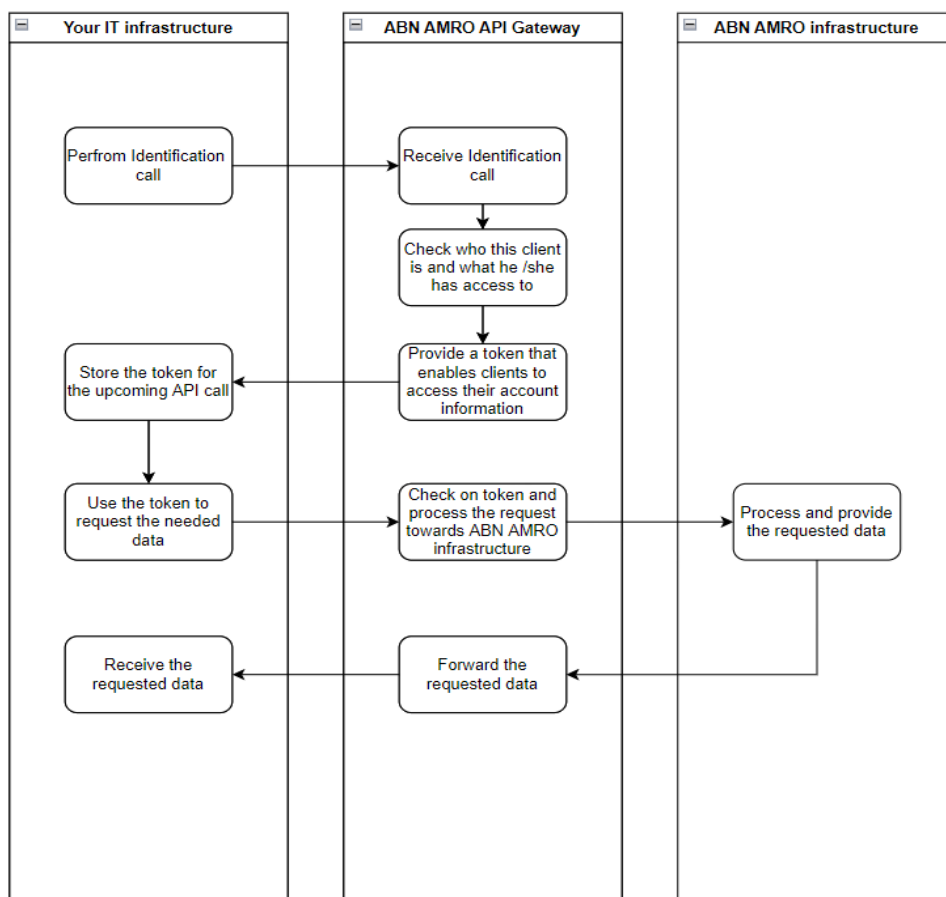 Your IT infrastructure
ABN AMRO API Gateway
ABN AMRO infrastructure
Perfrom Identification
call
Receive Identification
call
Check who this client
is and what he /she
has access to
Store the token for
the upcoming API call
Provide a token that
enables clients to
access their account
information
Use the token to
request the needed
data
Check on token and
process the request
towards ABN AMRO
infrastructure
Process and provide
the requested data
Receive the
requested data
Forward the
requested data